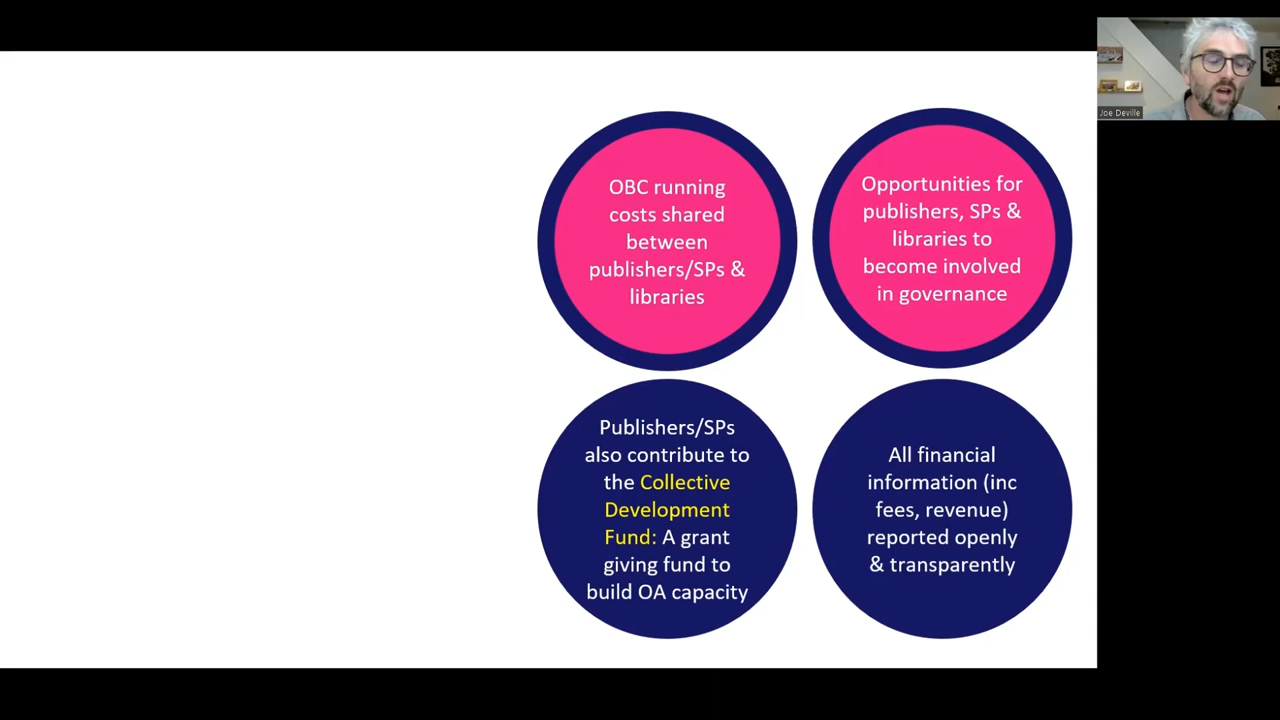 OBC running
costs shared
between
publishers/SPs &
libraries
Opportunities for
publishers, SPs &
libraries to
become involved
in governance
Publishers/SPs
also contribute to
the Collective
Development
Fund: A grant
giving fund to
build OA capacity
All financial
information (inc
fees, revenue)
reported openly
& transparently
Joe Deville